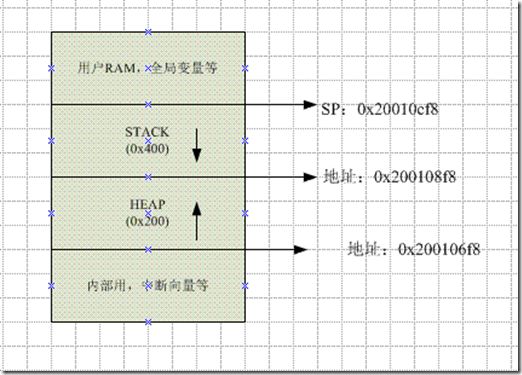 用户RAM，全局变量等
SP：0x20010cf8
STACK
(0x400)
地址：0x200108f8
HEAP
(0x200)
地址：0x200106f8
内部用，中断向量等